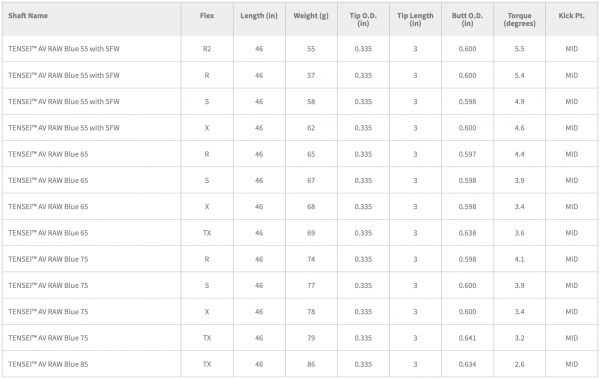 Shaft Name Flex Length (in) Weight (g) Tip O.D. (in) Tip Length (in) Butt O.D. (in) Torque (degrees) Kick Pt.
TENSEI™ AV RAW Blue 55 with SFW R2 46 55 0.335 3 0.600 5.5 MID
TENSEI™ AV RAW Blue 55 with SFW R 46 57 0.335 3 0.600 5.4 MID
TENSEI™ AV RAW Blue 55 with SFW S 46 58 0.335 3 0.598 4.9 MID
TENSEI™ AV RAW Blue 55 with SFW X 46 62 0.335 3 0.600 4.6 MID
TENSEI™ AV RAW Blue 65 R 46 65 0.335 3 0.597 4.4 MID
TENSEI™ AV RAW Blue 65 S 46 67 0.335 3 0.598 3.9 MID
TENSEI™ AV RAW Blue 65 X 46 68 0.335 3 0.598 3.4 MID
TENSEI™ AV RAW Blue 65 TX 46 69 0.335 3 0.638 3.6 MID
TENSEI™ AV RAW Blue 75 R 46 74 0.335 3 0.598 4.1 MID
TENSEI™ AV RAW Blue 75 S 46 77 0.335 3 0.600 3.9 MID
TENSEI™ AV RAW Blue 75 X 46 78 0.335 3 0.600 3.4 MID
TENSEI™ AV RAW Blue 75 TX 46 79 0.335 3 0.641 3.2 MID
TENSEI™ AV RAW Blue 85 TX 46 86 0.335 3 0.634 2.6 MID